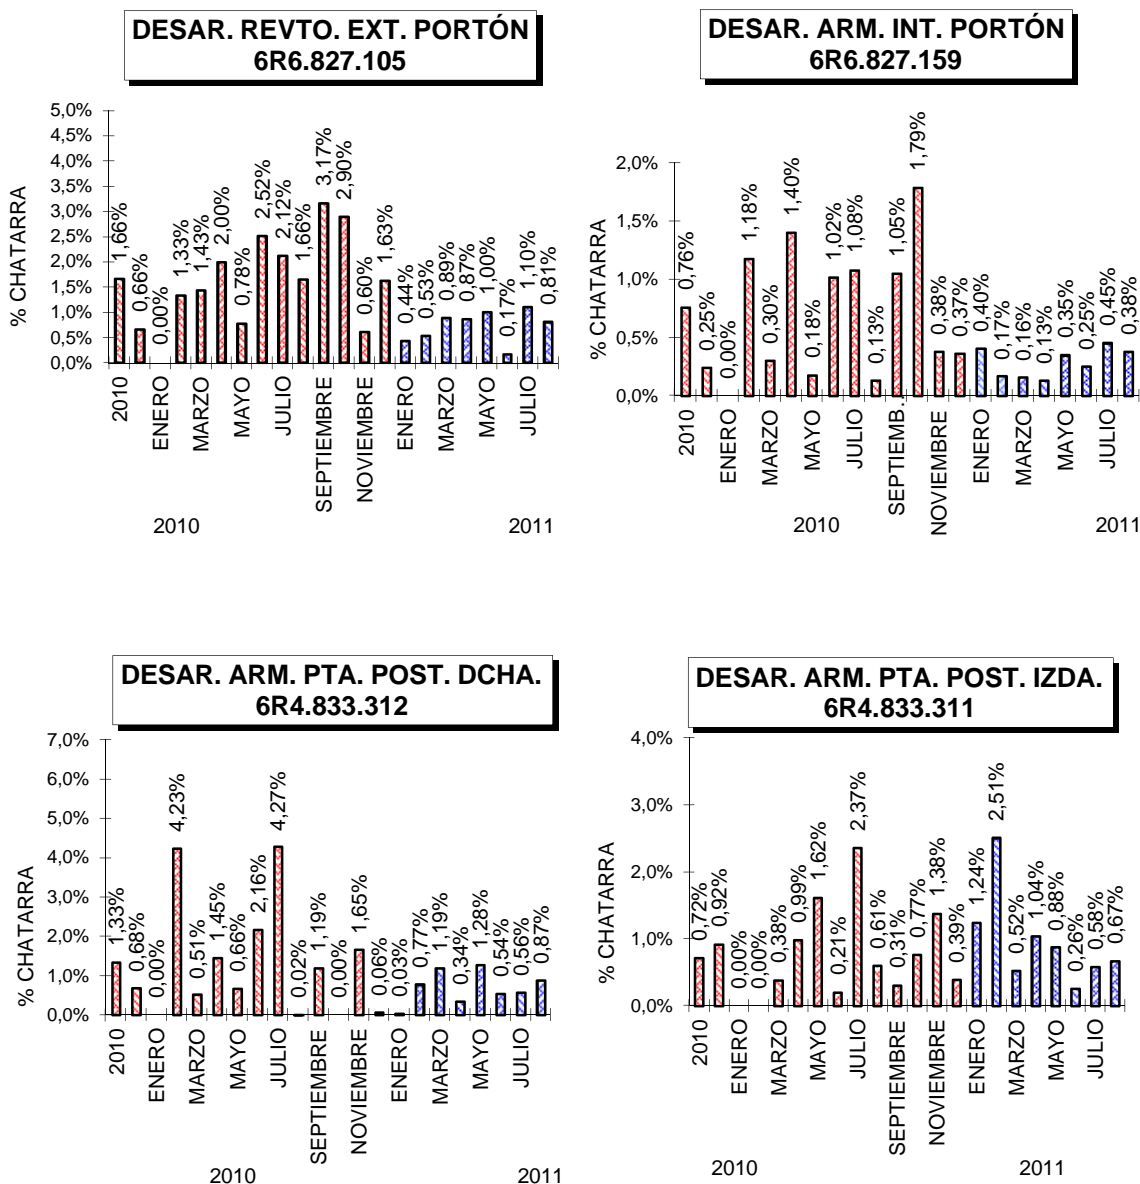 DESAR. REVTO. EXT. PORTÓN
6R6.827.105
% CHATARRA
5,0%
4,5%
4,0%
3,5%
3,0%
2,5%
2,0%
1,5%
1,0%
0,5%
0,0%
1,66%
0,66%
0,00%
1,33%
1,43%
2,00%
0,78%
2,52%
2,12%
1,66%
3,17%
2,90%
0,60%
1,63%
0,44%
0,53%
0,89%
0,87%
1,00%
0,17%
1,10%
0,81%
2010
ENERO
MARZO
MAYO
JULIO
SEPTIEMBRE
NOVIEMBRE
ENERO
MARZO
MAYO
JULIO
2010
2011
DESAR. ARM. INT. PORTÓN
6R6.827.159
% CHATARRA
2,0%
1,5%
1,0%
0,5%
0,0%
0,76%
0,25%
0,00%
1,18%
0,30%
1,40%
0,18%
1,02%
1,08%
0,13%
1,05%
1,79%
0,38%
0,37%
0,40%
0,17%
0,16%
0,13%
0,35%
0,25%
0,45%
0,38%
2010
ENERO
MARZO
MAYO
JULIO
SEPTIEMB..
NOVIEMBRE
ENERO
MARZO
MAYO
JULIO
2010
2011
DESAR. ARM. PTA. POST. DCHA.
6R4.833.312
% CHATARRA
7,0%
6,0%
5,0%
4,0%
3,0%
2,0%
1,0%
0,0%
1,33%
0,68%
0,00%
4,23%
0,51%
1,45%
0,66%
2,16%
4,27%
0,02%
1,19%
0,00%
1,65%
0,06%
0,03%
0,77%
1,19%
0,34%
1,28%
0,54%
0,56%
0,87%
2010
ENERO
MARZO
MAYO
JULIO
SEPTIEMBRE
NOVIEMBRE
ENERO
MARZO
MAYO
JULIO
2010
2011
DESAR. ARM. PTA. POST. IZDA.
6R4.833.311
% CHATARRA
4,0%
3,0%
2,0%
1,0%
0,0%
0,72%
0,92%
0,00%
0,00%
0,38%
0,99%
1,62%
0,21%
2,37%
0,61%
0,31%
0,77%
1,38%
0,39%
1,24%
2,51%
0,52%
1,04%
0,88%
0,26%
0,58%
0,67%
2010
ENERO
MARZO
MAYO
JULIO
SEPTIEMBRE
NOVIEMBRE
ENERO
MARZO
MAYO
JULIO
2010
2011